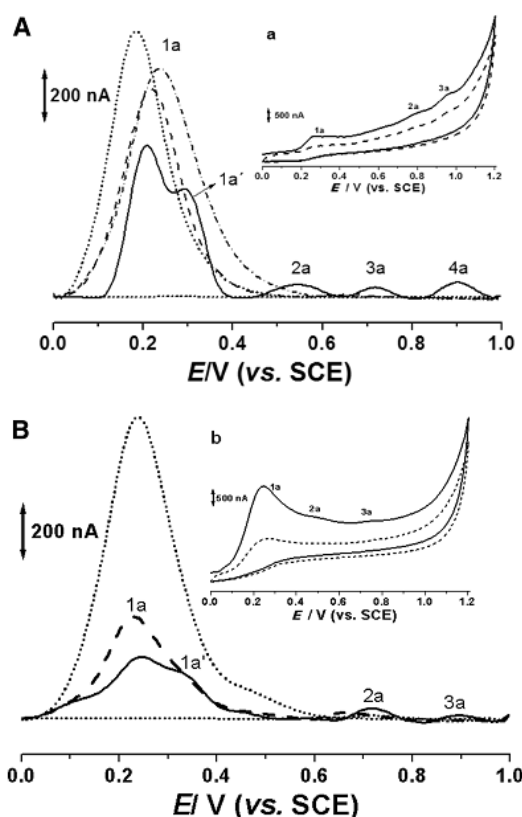 A
200 nA
1a
1a'
2a
3a
4a
0.0 0.2 0.4 0.6 0.8 1.0
E/V (vs. SCE)
a
500 nA
1a
2a
3a
0.0 0.2 0.4 0.6 0.8 1.0 1.2
E / V (vs. SCE)
B
200 nA
1a
1a'
2a
3a
0.0 0.2 0.4 0.6 0.8 1.0
E/ V (vs. SCE)
b
500 nA
1a
2a
3a
0.0 0.2 0.4 0.6 0.8 1.0 1.2
E / V (vs. SCE)